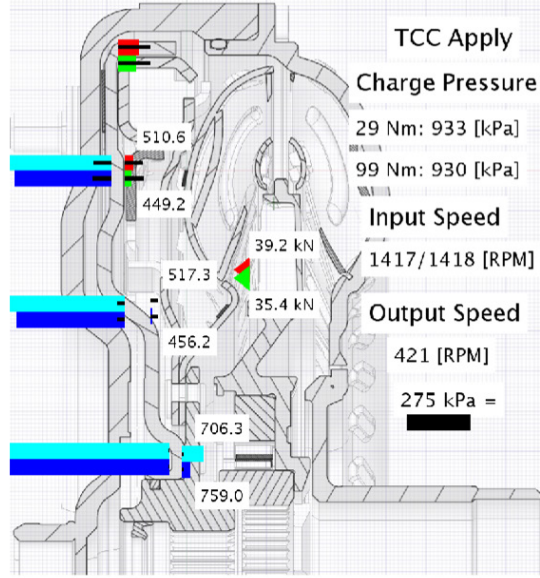 TCC Apply
Charge Pressure
29 Nm: 933 [kPa]
99 Nm: 930 [kPa]
Input Speed
1417/1418 [RPM]
Output Speed
421 [RPM]
275 kPa =
510.6
449.2
39.2 kN
517.3
35.4 kN
456.2
706.3
759.0